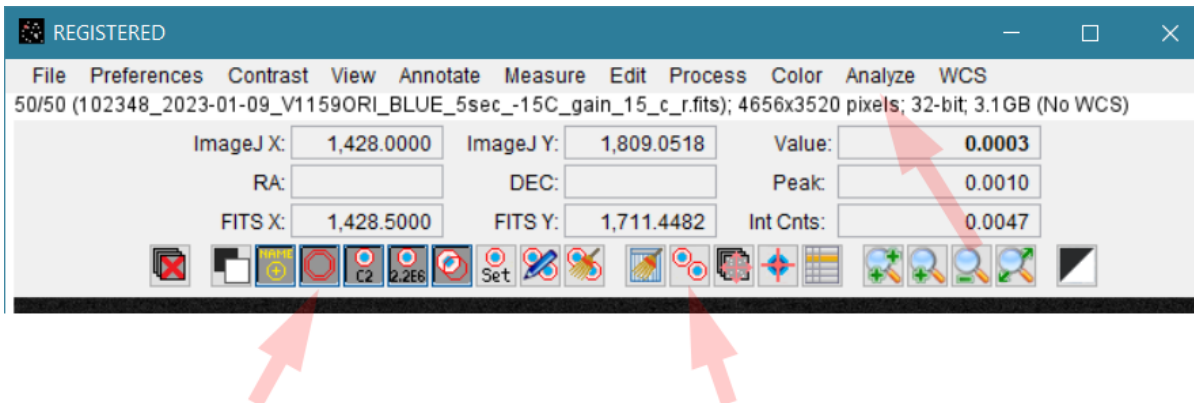 REGISTERED
File Preferences Contrast View Annotate Measure Edit Process Color Analyze WCS
50/50 (102348_2023-01-09_V1159ORI_BLUE_5sec_-15C_gain_15_c_r.fits); 4656x3520 pixels; 32-bit; 3.1GB (No WCS)
ImageJ X: 1,428.0000 ImageJ Y: 1,809.0518 Value: 0.0003
RA: DEC: Peak: 0.0010
FITS X: 1,428.5000 FITS Y: 1,711.4482 Int Cnts: 0.0047
NAME C2 2.2E6 Set